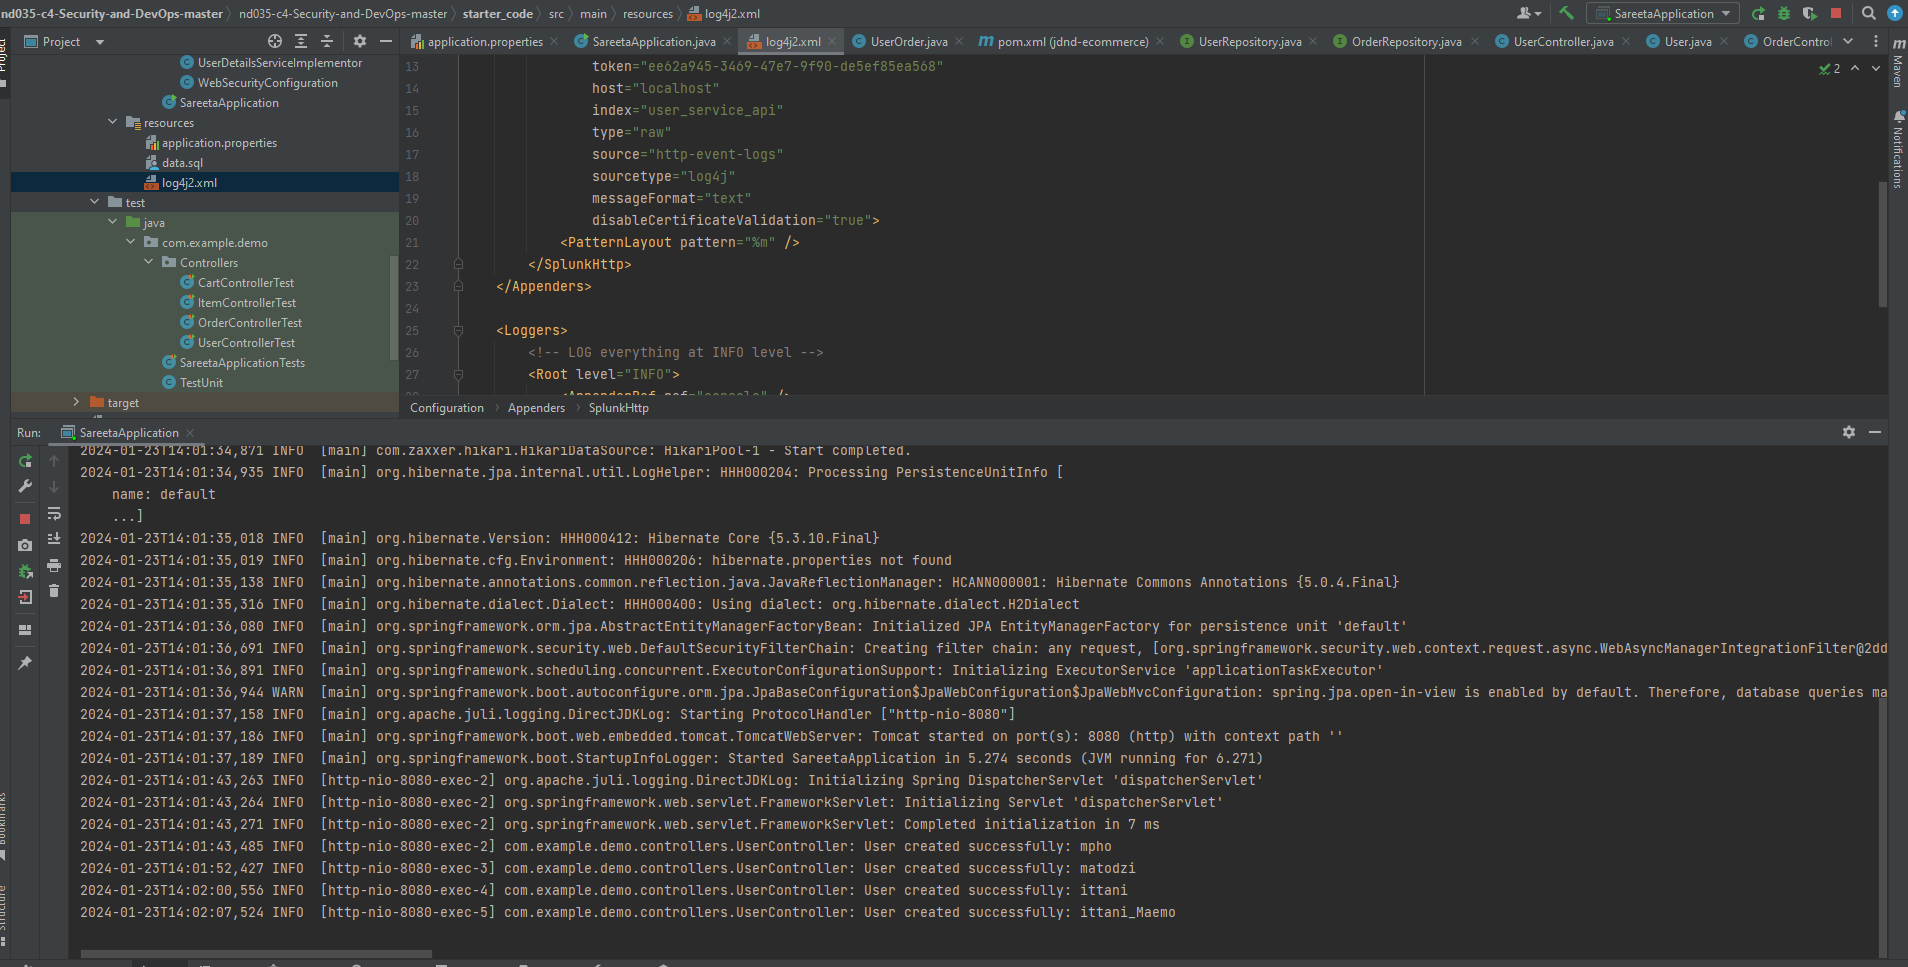 nd035-c4-Security-and-DevOps-master nd035-c4-Security-and-DevOps-master starter_code src main resources log4j2.xml
SareetaApplication
Project
application.properties SareetaApplication.java log4j2.xml UserOrder.java pom.xml (jdnd-ecommerce) UserRepository.java OrderRepository.java UserController.java User.java OrderControl
Maven
Notifications
UserDetailsServiceImplementor
WebSecurityConfiguration
SareetaApplication
resources
application.properties
data.sql
log4j2.xml
test
java
com.example.demo
Controllers
CartControllerTest
ItemControllerTest
OrderControllerTest
UserControllerTest
SareetaApplicationTests
TestUnit
target
2
13 token="ee62a945-3469-47e7-9f90-de5ef85ea568"
14 host="localhost"
15 index="user_service_api"
16 type="raw"
17 source="http-event-logs"
18 sourcetype="log4j"
19 messageFormat="text"
20 disableCertificateValidation="true">
21 <PatternLayout pattern="%m" />
22 </SplunkHttp>
23 </Appenders>
24
25 <Loggers>
26 <!-- LOG everything at INFO level -->
27 <Root level="INFO">
28 <AppenderRef ref="console" />
Configuration Appenders SplunkHttp
Run: SareetaApplication
2024-01-23T14:01:34,871 INFO [main] com.zaxxer.hikari.HikariDataSource: HikariPool-1 - Start completed.
2024-01-23T14:01:34,935 INFO [main] org.hibernate.jpa.internal.util.LogHelper: HHH000204: Processing PersistenceUnitInfo [
name: default
...]
2024-01-23T14:01:35,018 INFO [main] org.hibernate.Version: HHH000412: Hibernate Core {5.3.10.Final}
2024-01-23T14:01:35,019 INFO [main] org.hibernate.cfg.Environment: HHH000206: hibernate.properties not found
2024-01-23T14:01:35,138 INFO [main] org.hibernate.annotations.common.reflection.java.JavaReflectionManager: HCANN000001: Hibernate Commons Annotations {5.0.4.Final}
2024-01-23T14:01:35,316 INFO [main] org.hibernate.dialect.Dialect: HHH000400: Using dialect: org.hibernate.dialect.H2Dialect
2024-01-23T14:01:36,080 INFO [main] org.springframework.orm.jpa.AbstractEntityManagerFactoryBean: Initialized JPA EntityManagerFactory for persistence unit 'default'
2024-01-23T14:01:36,691 INFO [main] org.springframework.security.web.DefaultSecurityFilterChain: Creating filter chain: any request, [org.springframework.security.web.context.request.async.WebAsyncManagerIntegrationFilter@2dd
2024-01-23T14:01:36,891 INFO [main] org.springframework.scheduling.concurrent.ExecutorConfigurationSupport: Initializing ExecutorService 'applicationTaskExecutor'
2024-01-23T14:01:36,944 WARN [main] org.springframework.boot.autoconfigure.orm.jpa.JpaBaseConfiguration$JpaWebConfiguration$JpaWebMvcConfiguration: spring.jpa.open-in-view is enabled by default. Therefore, database queries ma
2024-01-23T14:01:37,158 INFO [main] org.apache.juli.logging.DirectJDKLog: Starting ProtocolHandler ["http-nio-8080"]
2024-01-23T14:01:37,186 INFO [main] org.springframework.boot.web.embedded.tomcat.TomcatWebServer: Tomcat started on port(s): 8080 (http) with context path ''
2024-01-23T14:01:37,189 INFO [main] org.springframework.boot.StartupInfoLogger: Started SareetaApplication in 5.274 seconds (JVM running for 6.271)
2024-01-23T14:01:43,263 INFO [http-nio-8080-exec-2] org.apache.juli.logging.DirectJDKLog: Initializing Spring DispatcherServlet 'dispatcherServlet'
2024-01-23T14:01:43,264 INFO [http-nio-8080-exec-2] org.springframework.web.servlet.FrameworkServlet: Initializing Servlet 'dispatcherServlet'
2024-01-23T14:01:43,271 INFO [http-nio-8080-exec-2] org.springframework.web.servlet.FrameworkServlet: Completed initialization in 7 ms
2024-01-23T14:01:43,485 INFO [http-nio-8080-exec-2] com.example.demo.controllers.UserController: User created successfully: mpho
2024-01-23T14:01:52,427 INFO [http-nio-8080-exec-3] com.example.demo.controllers.UserController: User created successfully: matodzi
2024-01-23T14:02:00,556 INFO [http-nio-8080-exec-4] com.example.demo.controllers.UserController: User created successfully: ittani
2024-01-23T14:02:07,524 INFO [http-nio-8080-exec-5] com.example.demo.controllers.UserController: User created successfully: ittani_Maemo